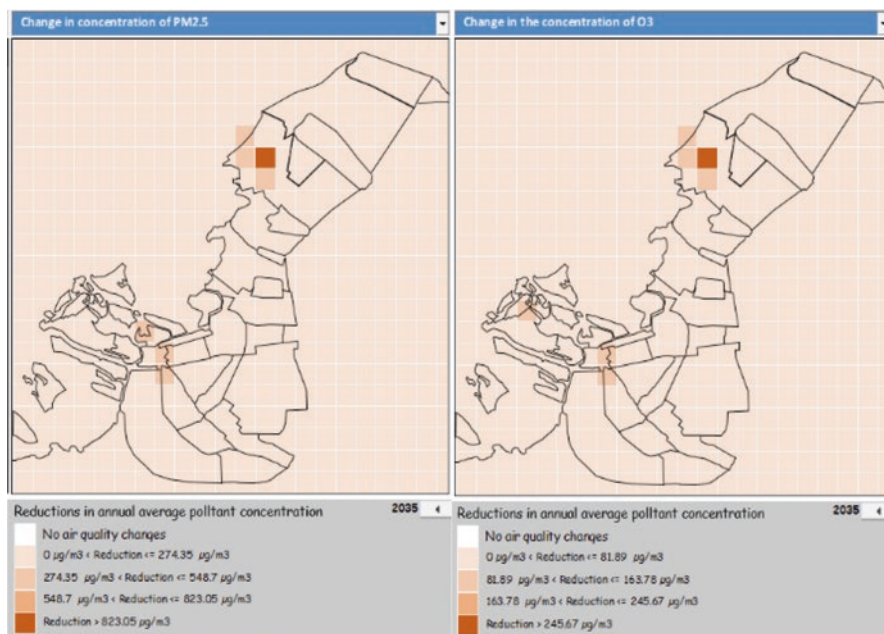 Change in concentration of PM2.5
Change in the concentration of O3
Reductions in annual average polltant concentration 2035
No air quality changes
0 µg/m3 < Reduction <= 274.35 µg/m3
274.35 µg/m3 < Reduction <= 548.7 µg/m3
548.7 µg/m3 < Reduction <= 823.05 µg/m3
Reduction > 823.05 µg/m3
Reductions in annual average polltant concentration 2035
No air quality changes
0 µg/m3 < Reduction <= 81.89 µg/m3
81.89 µg/m3 < Reduction <= 163.78 µg/m3
163.78 µg/m3 < Reduction <= 245.67 µg/m3
Reduction > 245.67 µg/m3